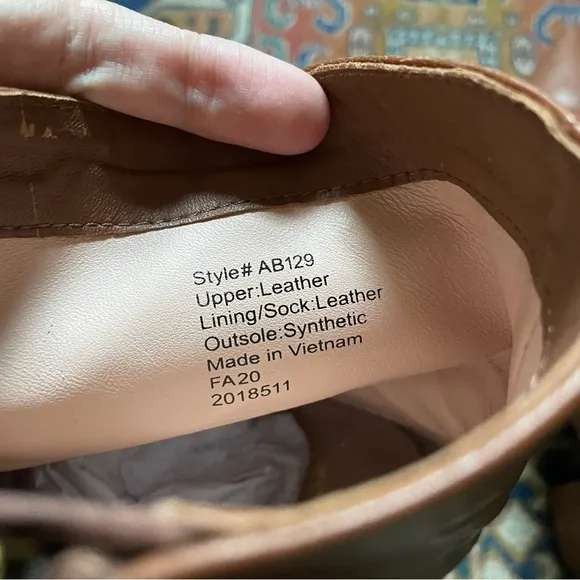 Style# AB129
Upper:Leather
Lining/Sock:Leather
Outsole:Synthetic
Made in Vietnam
FA20
2018511